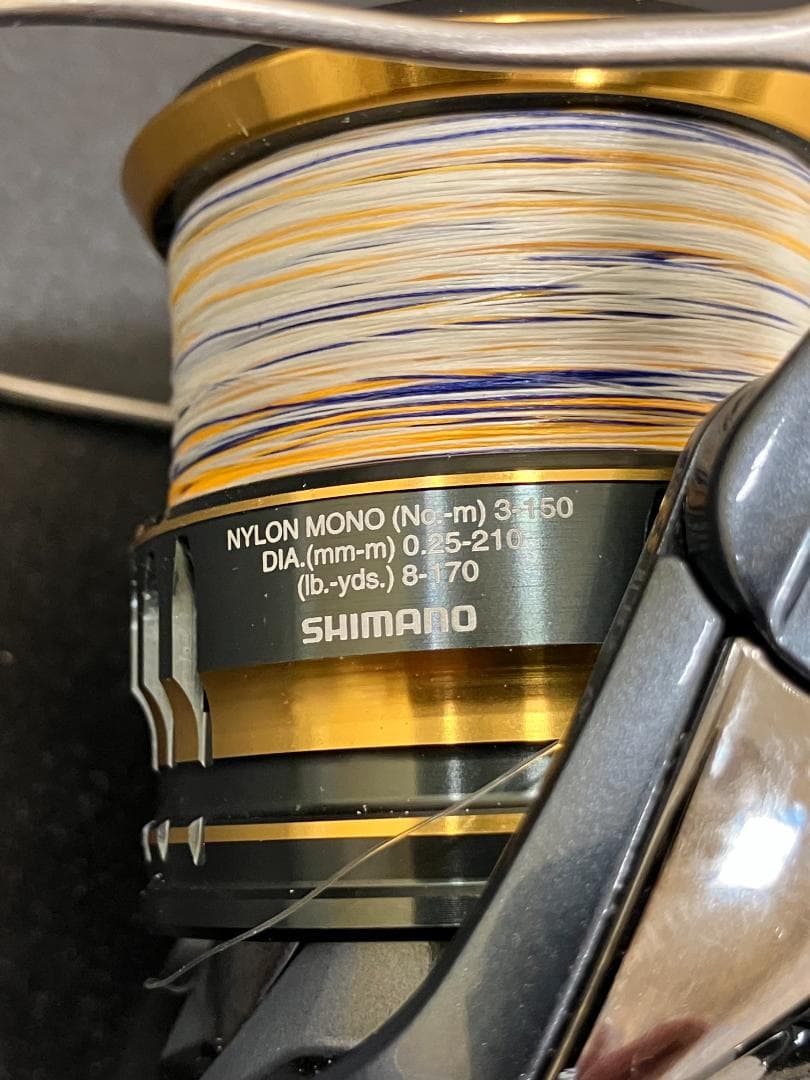 NYLON MONO (No.-m) 3-150
DIA.(mm-m) 0.25-210
(lb.-yds.) 8-170
SHIMANO